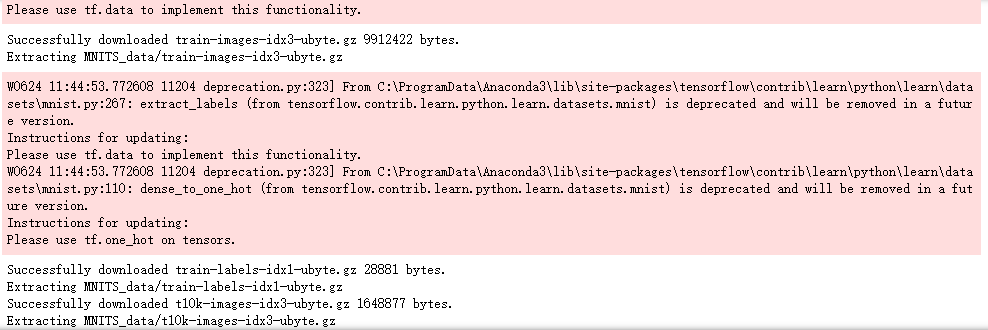 Please use tf.data to implement this functionality.
Successfully downloaded train-images-idx3-ubyte.gz 9912422 bytes.
Extracting MNITS_data/train-images-idx3-ubyte.gz
W0624 11:44:53.772608 11204 deprecation.py:323] From C:\ProgramData\Anaconda3\lib\site-packages\tensorflow\contrib\learn\python\learn\data
sets\mnist.py:267: extract_labels (from tensorflow.contrib.learn.python.learn.datasets.mnist) is deprecated and will be removed in a futur
e version.
Instructions for updating:
Please use tf.data to implement this functionality.
W0624 11:44:53.772608 11204 deprecation.py:323] From C:\ProgramData\Anaconda3\lib\site-packages\tensorflow\contrib\learn\python\learn\data
sets\mnist.py:110: dense_to_one_hot (from tensorflow.contrib.learn.python.learn.datasets.mnist) is deprecated and will be removed in a fut
ure version.
Instructions for updating:
Please use tf.one_hot on tensors.
Successfully downloaded train-labels-idx1-ubyte.gz 28881 bytes.
Extracting MNITS_data/train-labels-idx1-ubyte.gz
Successfully downloaded t10k-images-idx3-ubyte.gz 1648877 bytes.
Extracting MNITS_data/t10k-images-idx3-ubyte.gz